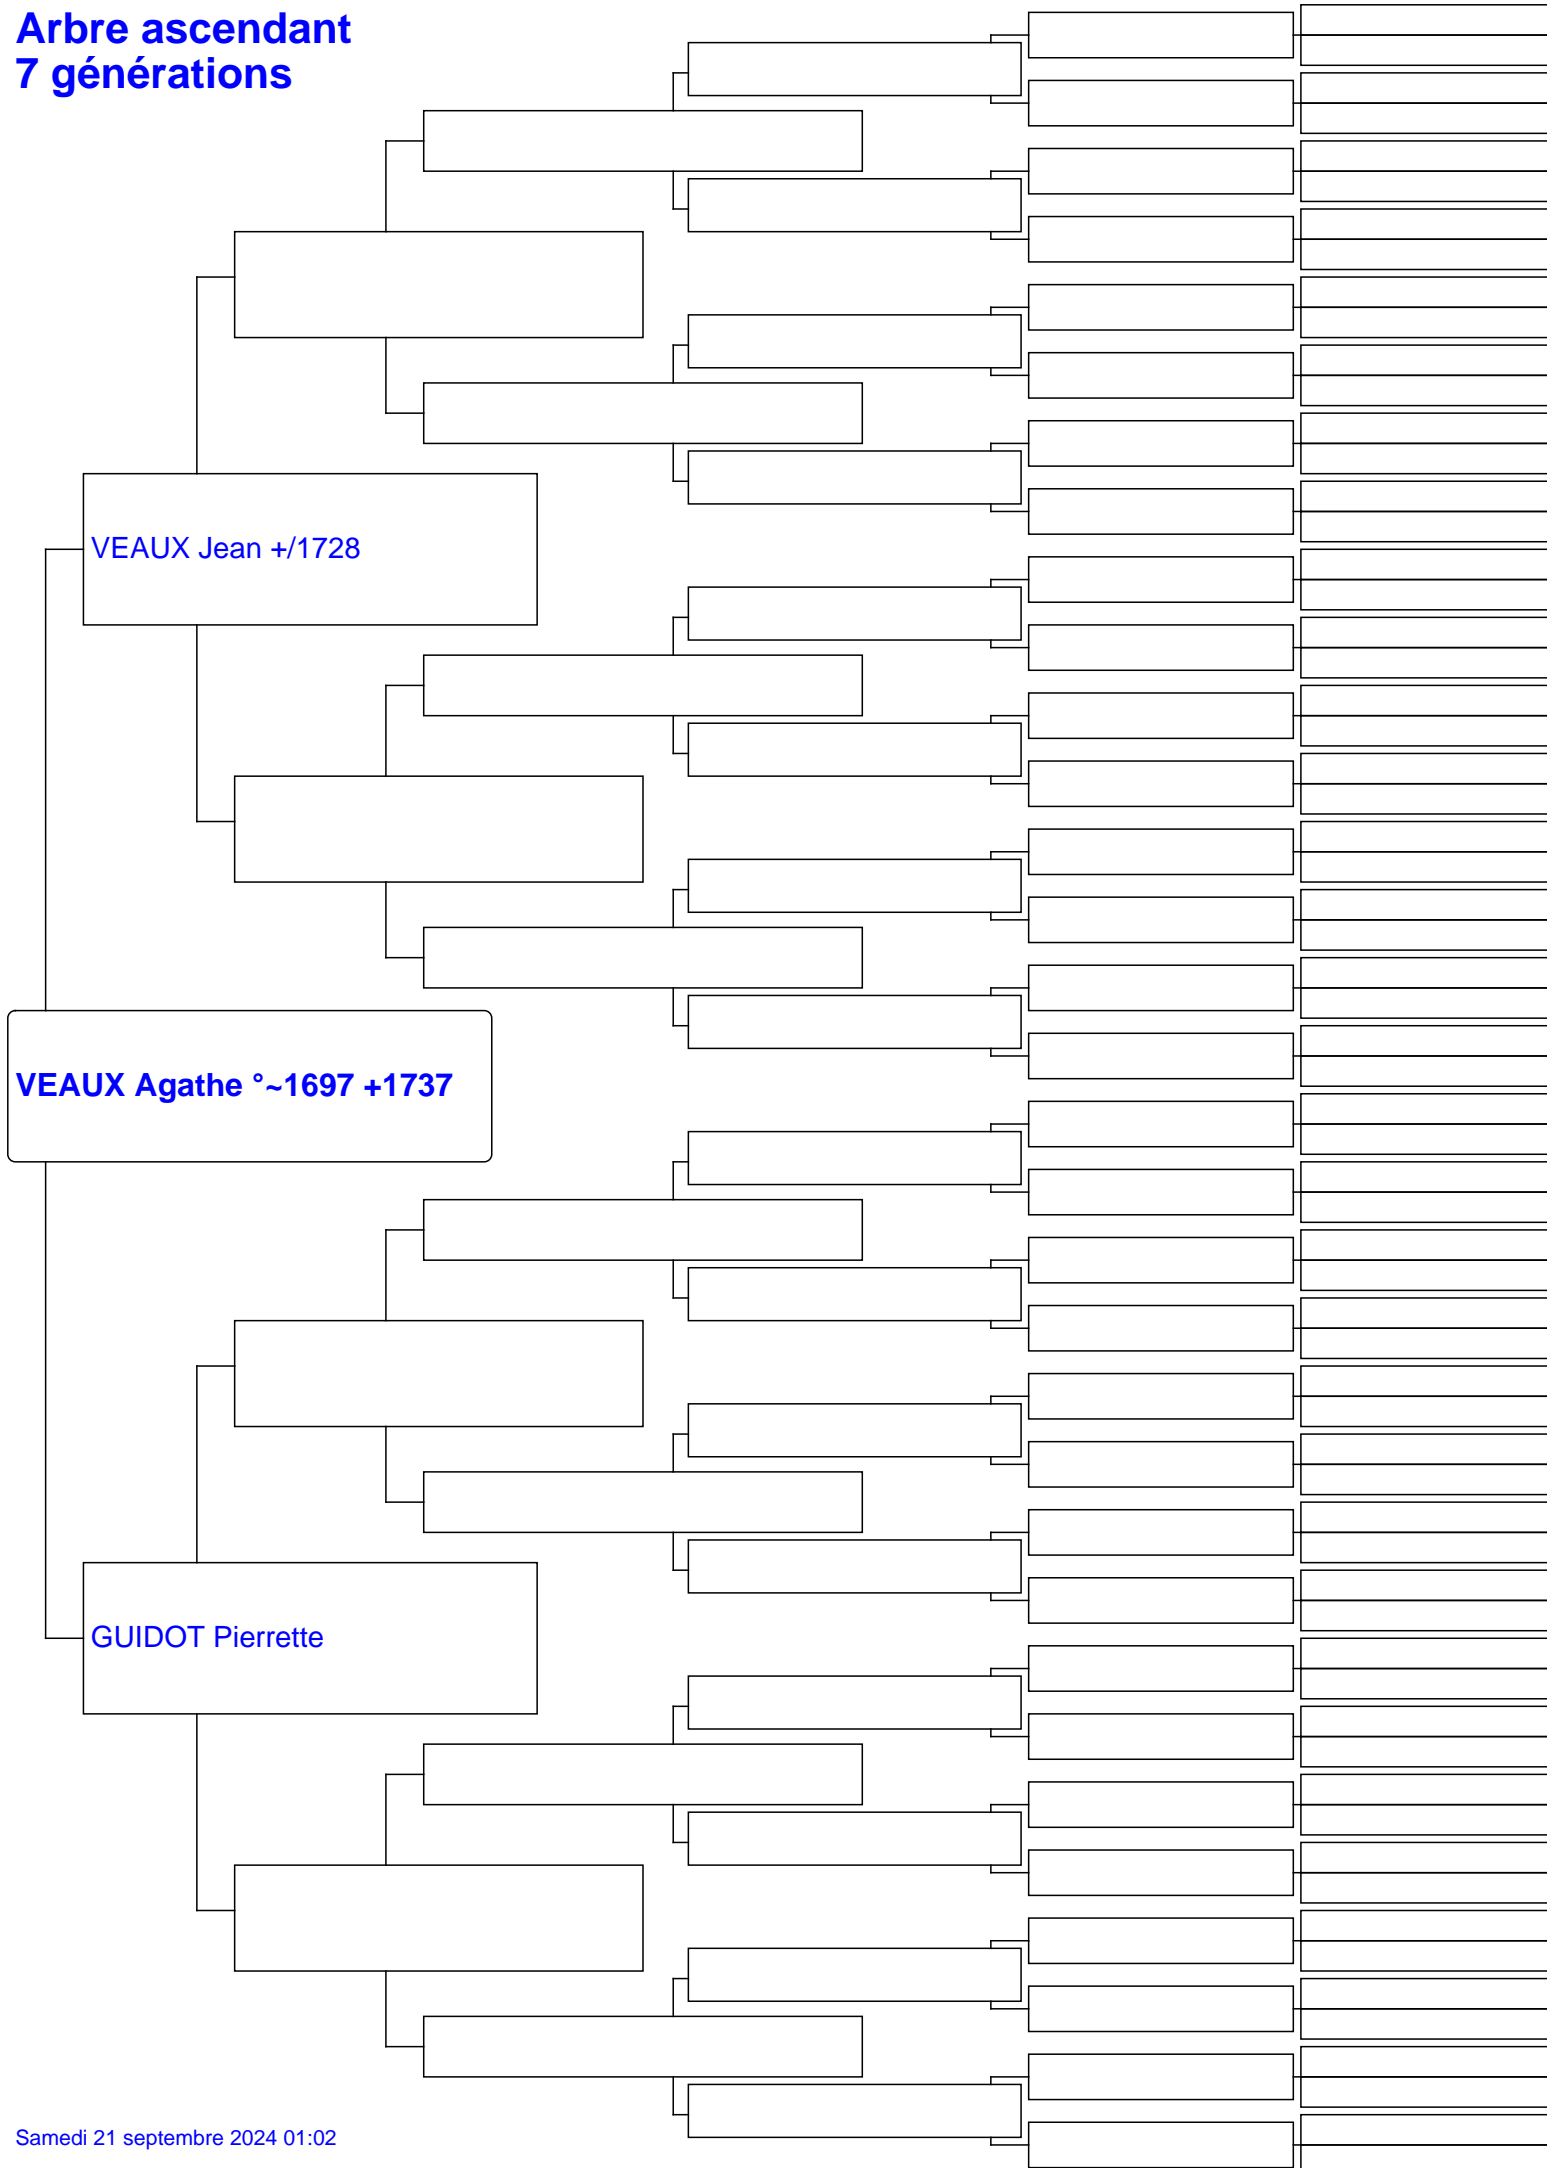 Arbre ascendant
7 générations
VEAUX Jean +/1728
VEAUX Agathe °~1697 +1737
GUIDOT Pierrette
Samedi 21 septembre 2024 01:02